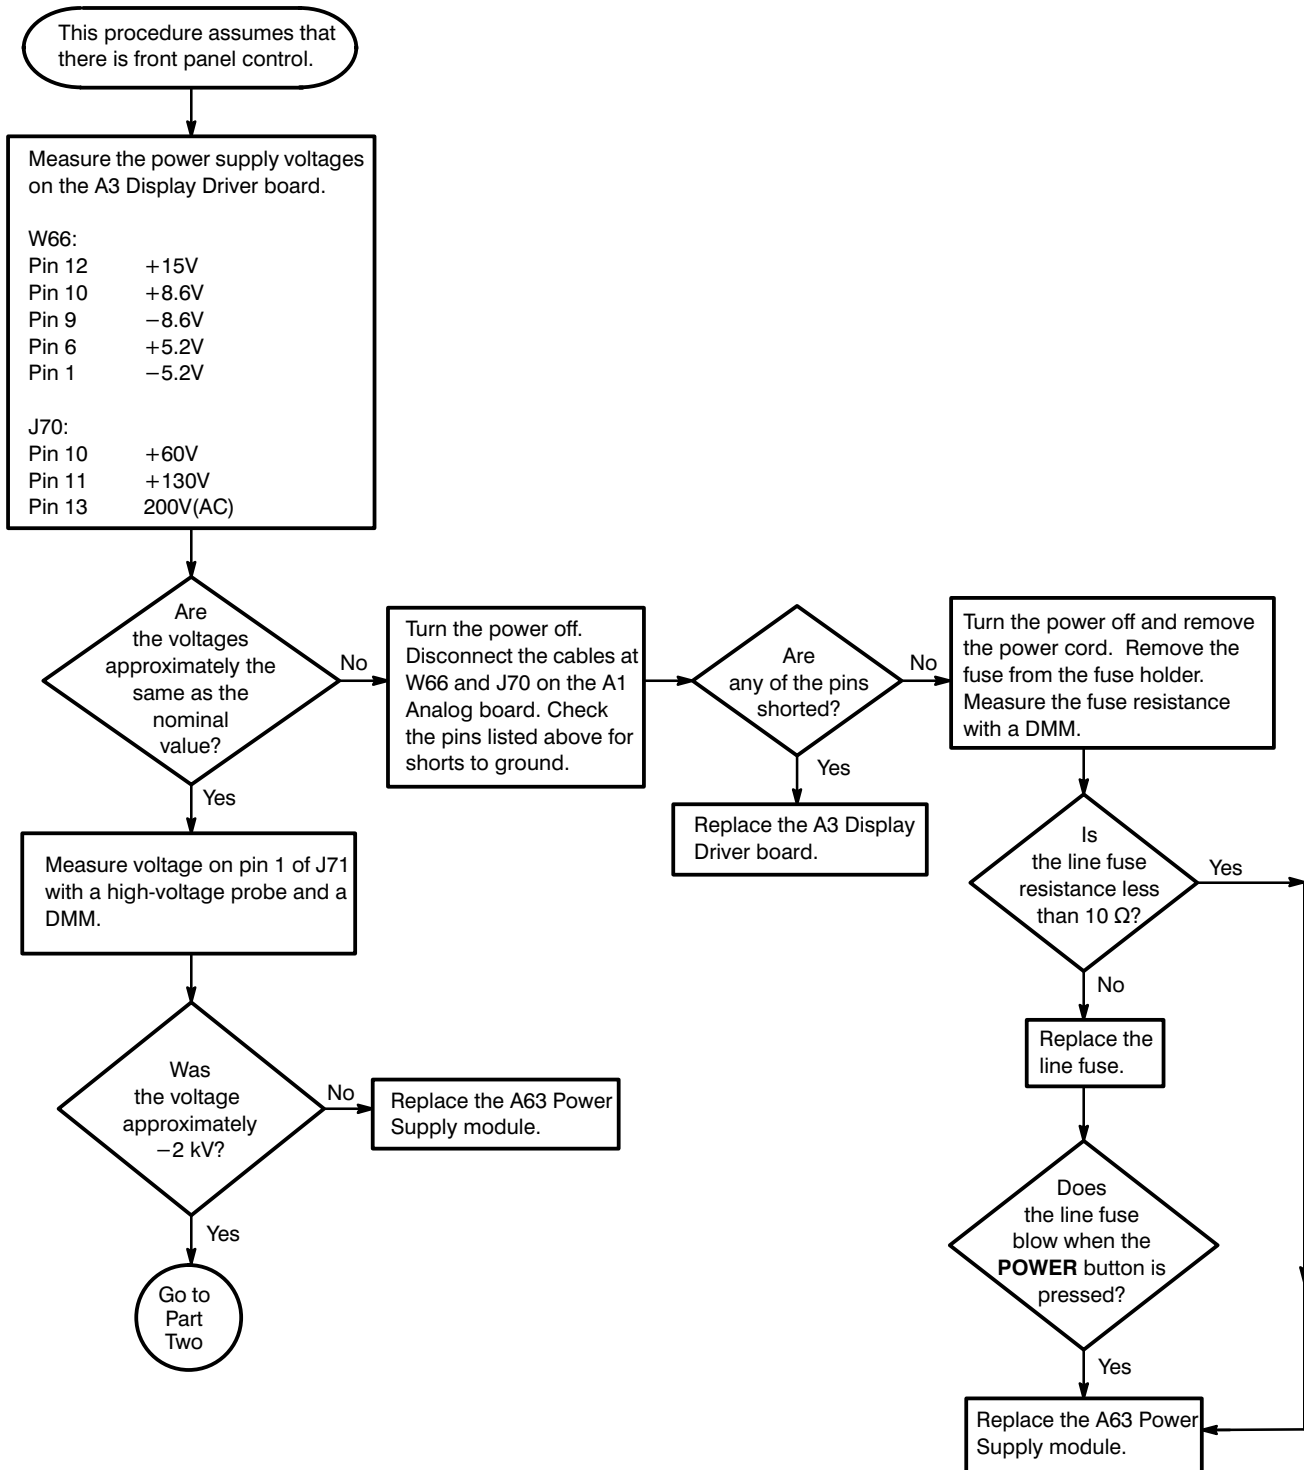 This procedure assumes that
there is front panel control.
Measure the power supply voltages
on the A3 Display Driver board.
W66:
Pin 12 +15V
Pin 10 +8.6V
Pin 9 −8.6V
Pin 6 +5.2V
Pin 1 −5.2V
J70:
Pin 10 +60V
Pin 11 +130V
Pin 13 200V(AC)
Are
the voltages
approximately the
same as the
nominal
value?
No
Turn the power off.
Disconnect the cables at
W66 and J70 on the A1
Analog board. Check
the pins listed above for
shorts to ground.
Are
any of the pins
shorted?
No
Turn the power off and remove
the power cord. Remove the
fuse from the fuse holder.
Measure the fuse resistance
with a DMM.
Yes
Replace the A3 Display
Driver board.
Yes
Measure voltage on pin 1 of J71
with a high-voltage probe and a
DMM.
Is
the line fuse
resistance less
than 10 Ω?
Yes
No
Replace the
line fuse.
Was
the voltage
approximately
−2 kV?
No
Replace the A63 Power
Supply module.
Yes
Go to
Part
Two
Does
the line fuse
blow when the
POWER button is
pressed?
Yes
Replace the A63 Power
Supply module.